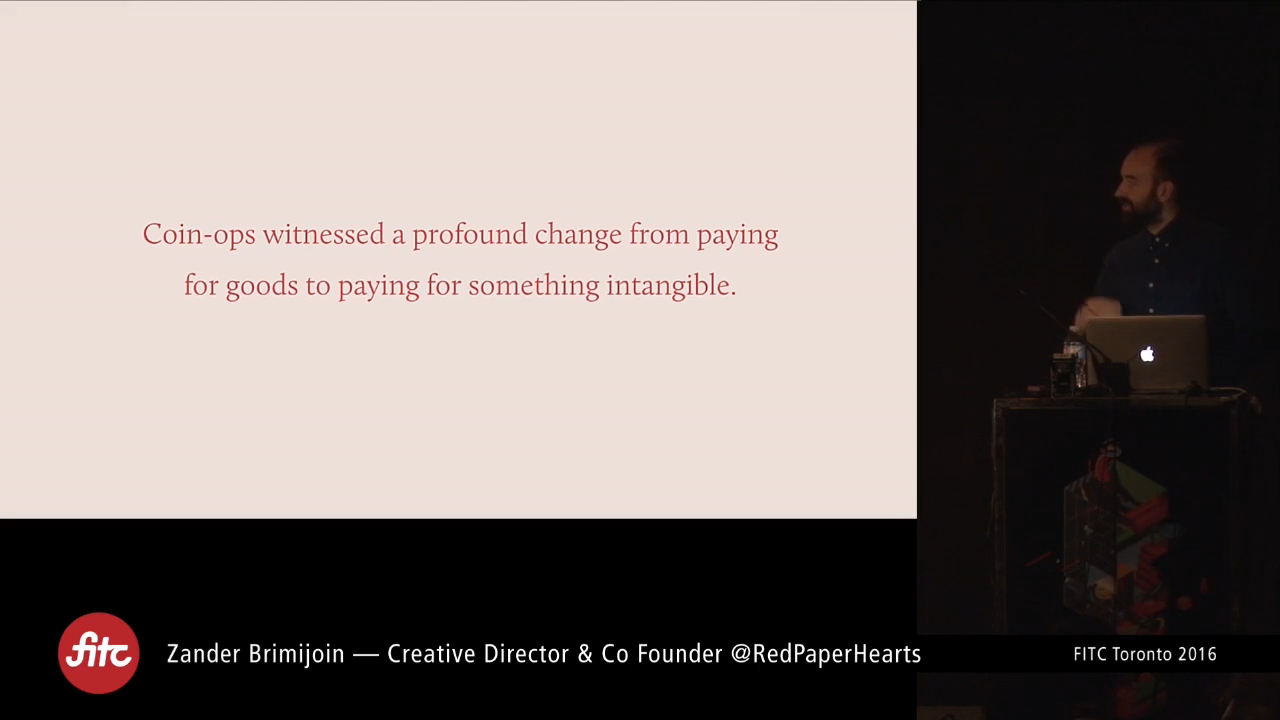 Coin-ops witnessed a profound change from paying
for goods to paying for something intangible.
fitc
Zander Brimijoin — Creative Director & Co Founder @RedPaperHearts
FITC Toronto 2016